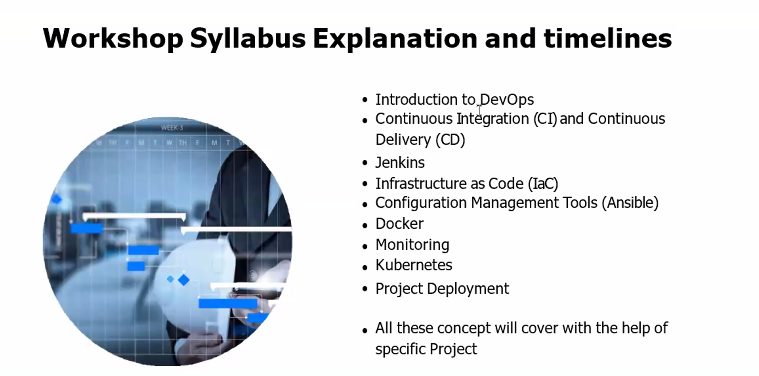 Workshop Syllabus Explanation and timelines
WEEK-3
W TH F M T W TH F M T
• Introduction to DevOps
• Continuous Integration (CI) and Continuous
Delivery (CD)
• Jenkins
• Infrastructure as Code (IaC)
• Configuration Management Tools (Ansible)
• Docker
• Monitoring
• Kubernetes
• Project Deployment
• All these concept will cover with the help of
specific Project